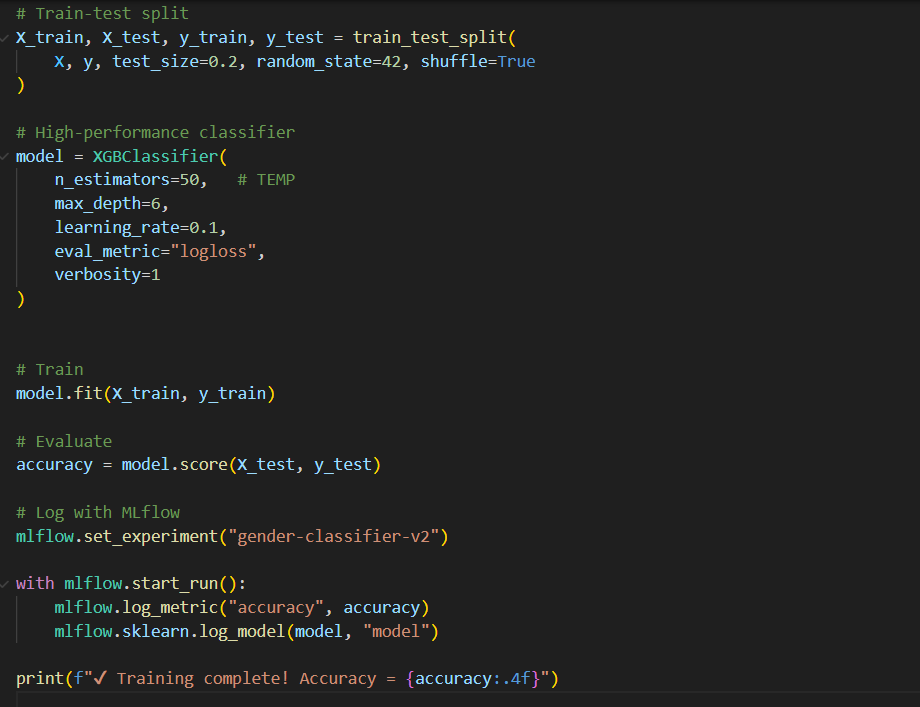 # Train-test split
X_train, X_test, y_train, y_test = train_test_split(
    X, y, test_size=0.2, random_state=42, shuffle=True
)
# High-performance classifier
model = XGBClassifier(
    n_estimators=50,   # TEMP
    max_depth=6,
    learning_rate=0.1,
    eval_metric="logloss",
    verbosity=1
)
# Train
model.fit(X_train, y_train)
# Evaluate
accuracy = model.score(X_test, y_test)
# Log with MLflow
mlflow.set_experiment("gender-classifier-v2")
with mlflow.start_run():
    mlflow.log_metric("accuracy", accuracy)
    mlflow.sklearn.log_model(model, "model")
print(f"✔ Training complete! Accuracy = {accuracy:.4f}")